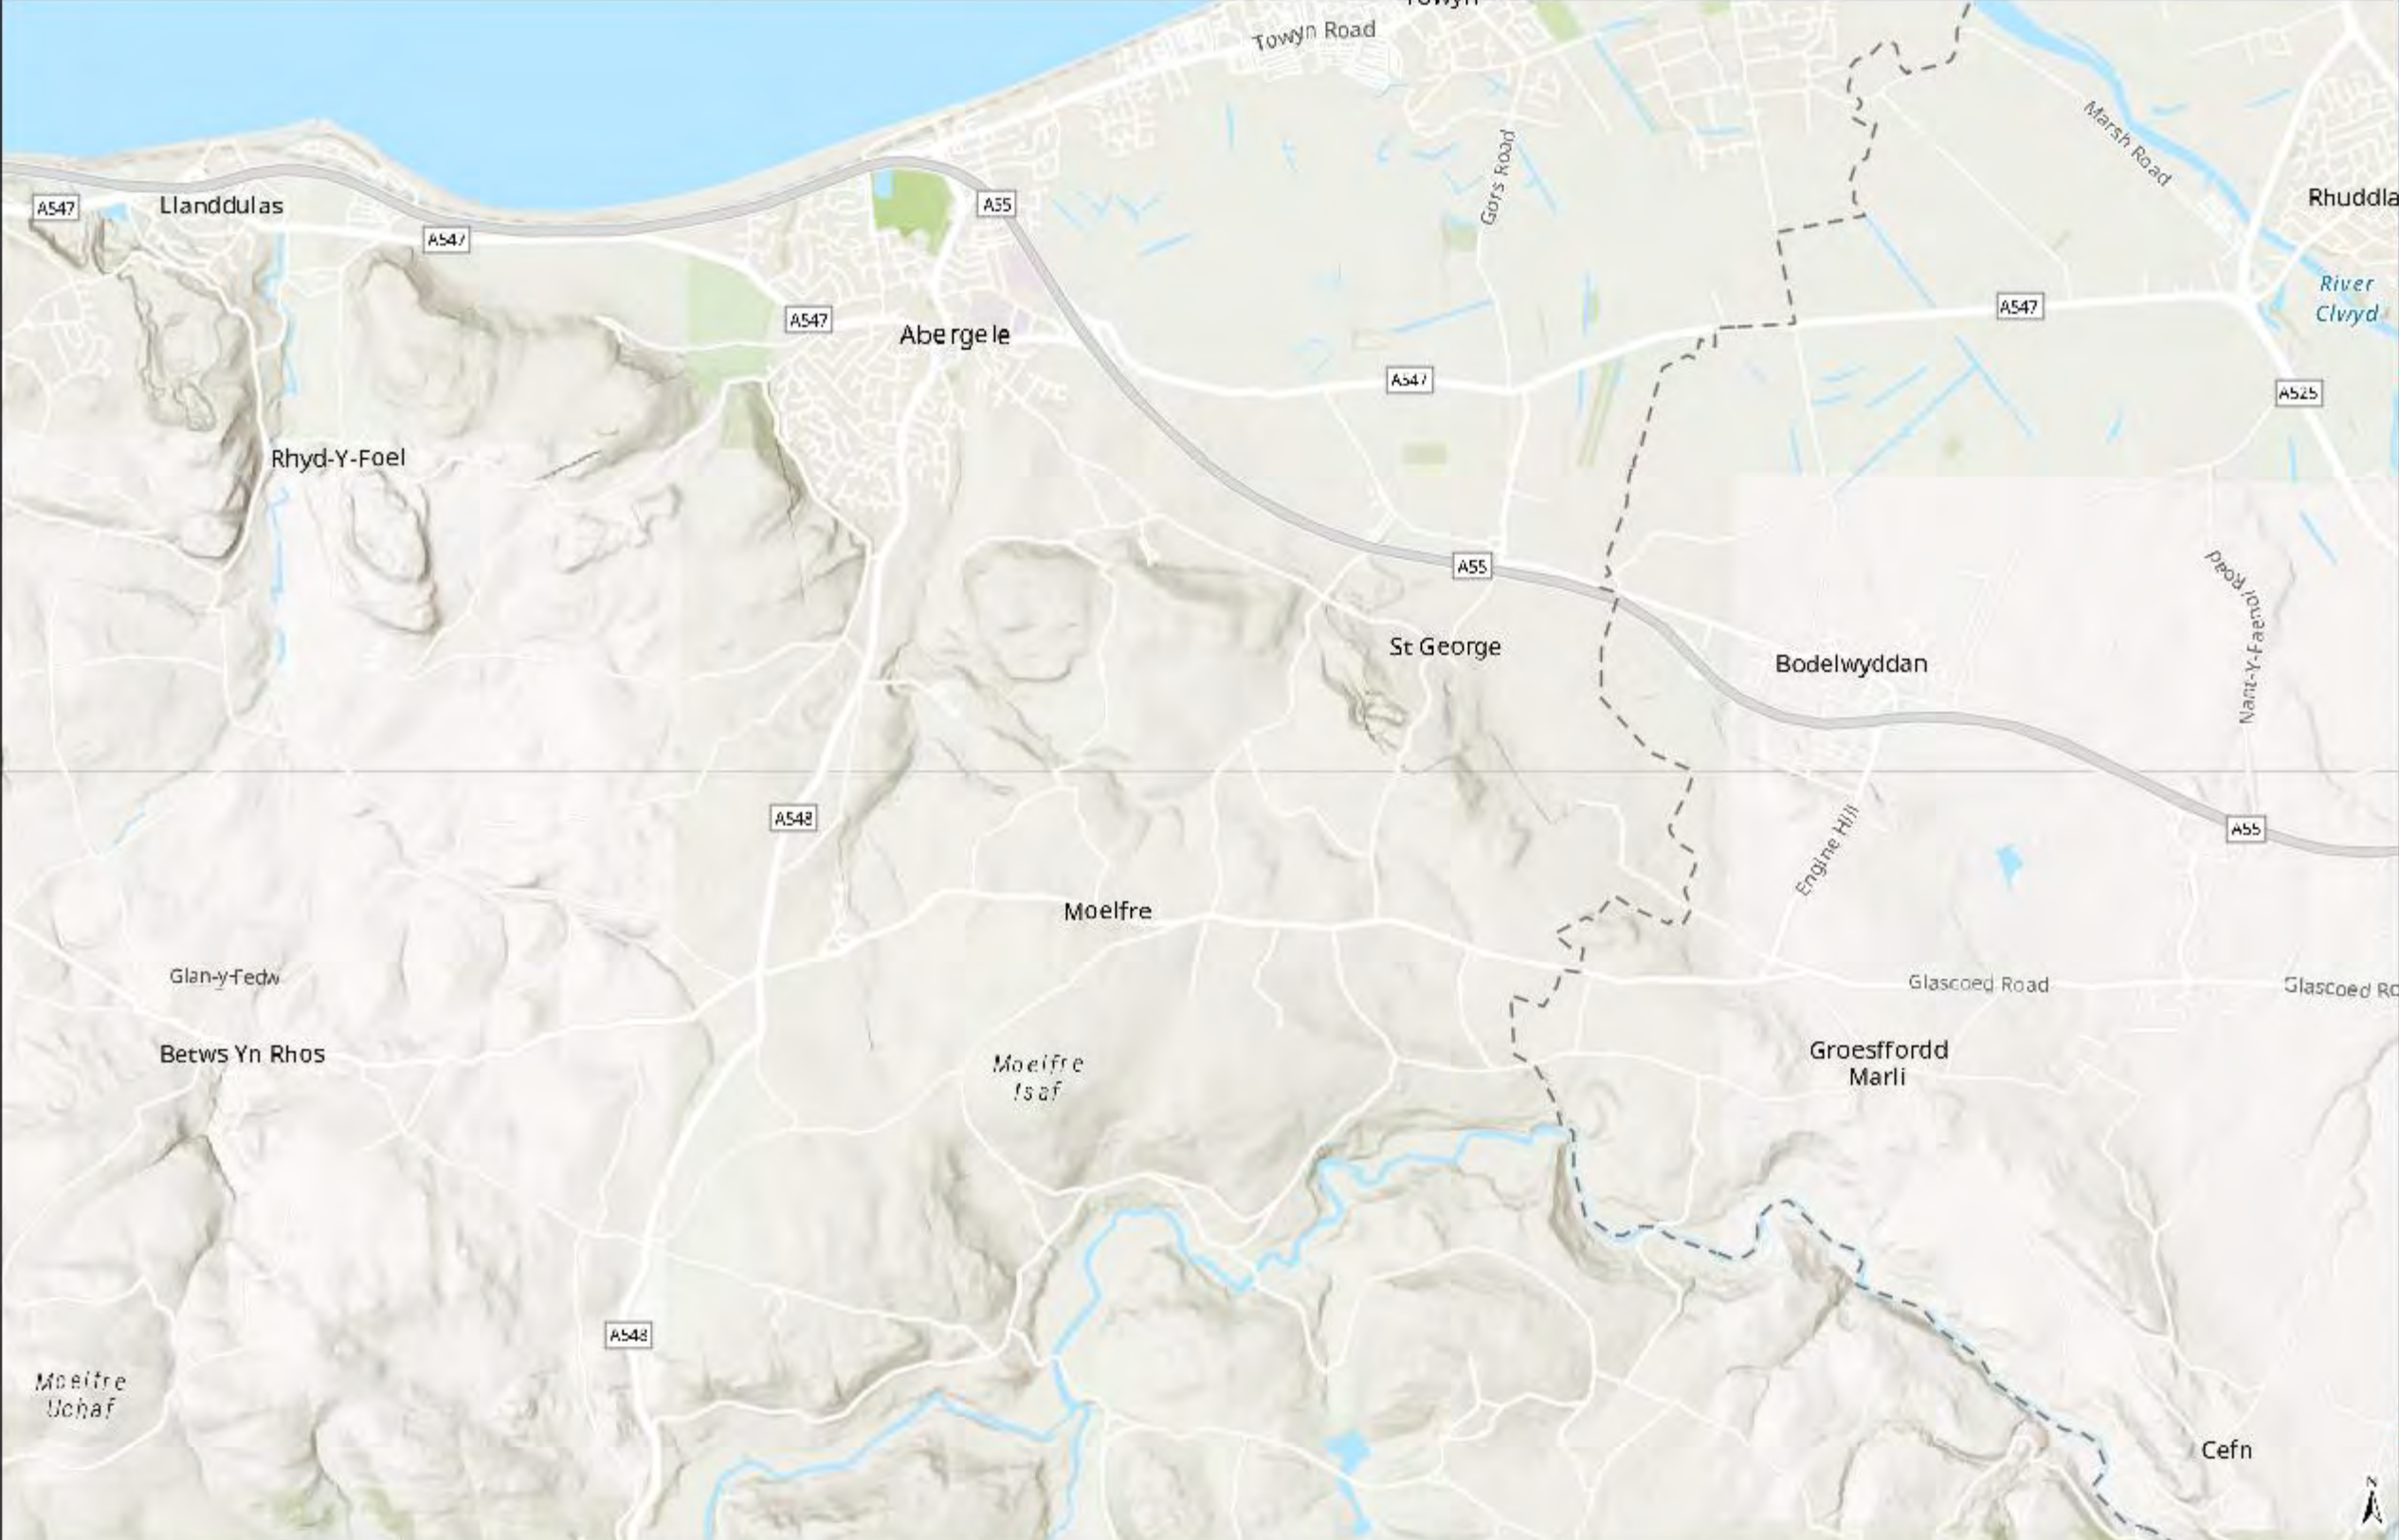 Towyn
Towyn Road
Marsh Road
Gors Road
A547
Llanddulas
A55
Rhuddla
A547
River
Clwyd
A547
A547
Abergele
A547
A525
Rhyd-Y-Foel
A55
Nant-Y-Faenol Road
St George
Bodelwyddan
A548
A55
Engine Hill
Moelfre
Glan-y-Fedw
Glascoed Road
Glascoed Ro
Betws Yn Rhos
Groesffordd
Marli
Moelfre
Isaf
A548
Moelfre
Uchaf
Cefn
N